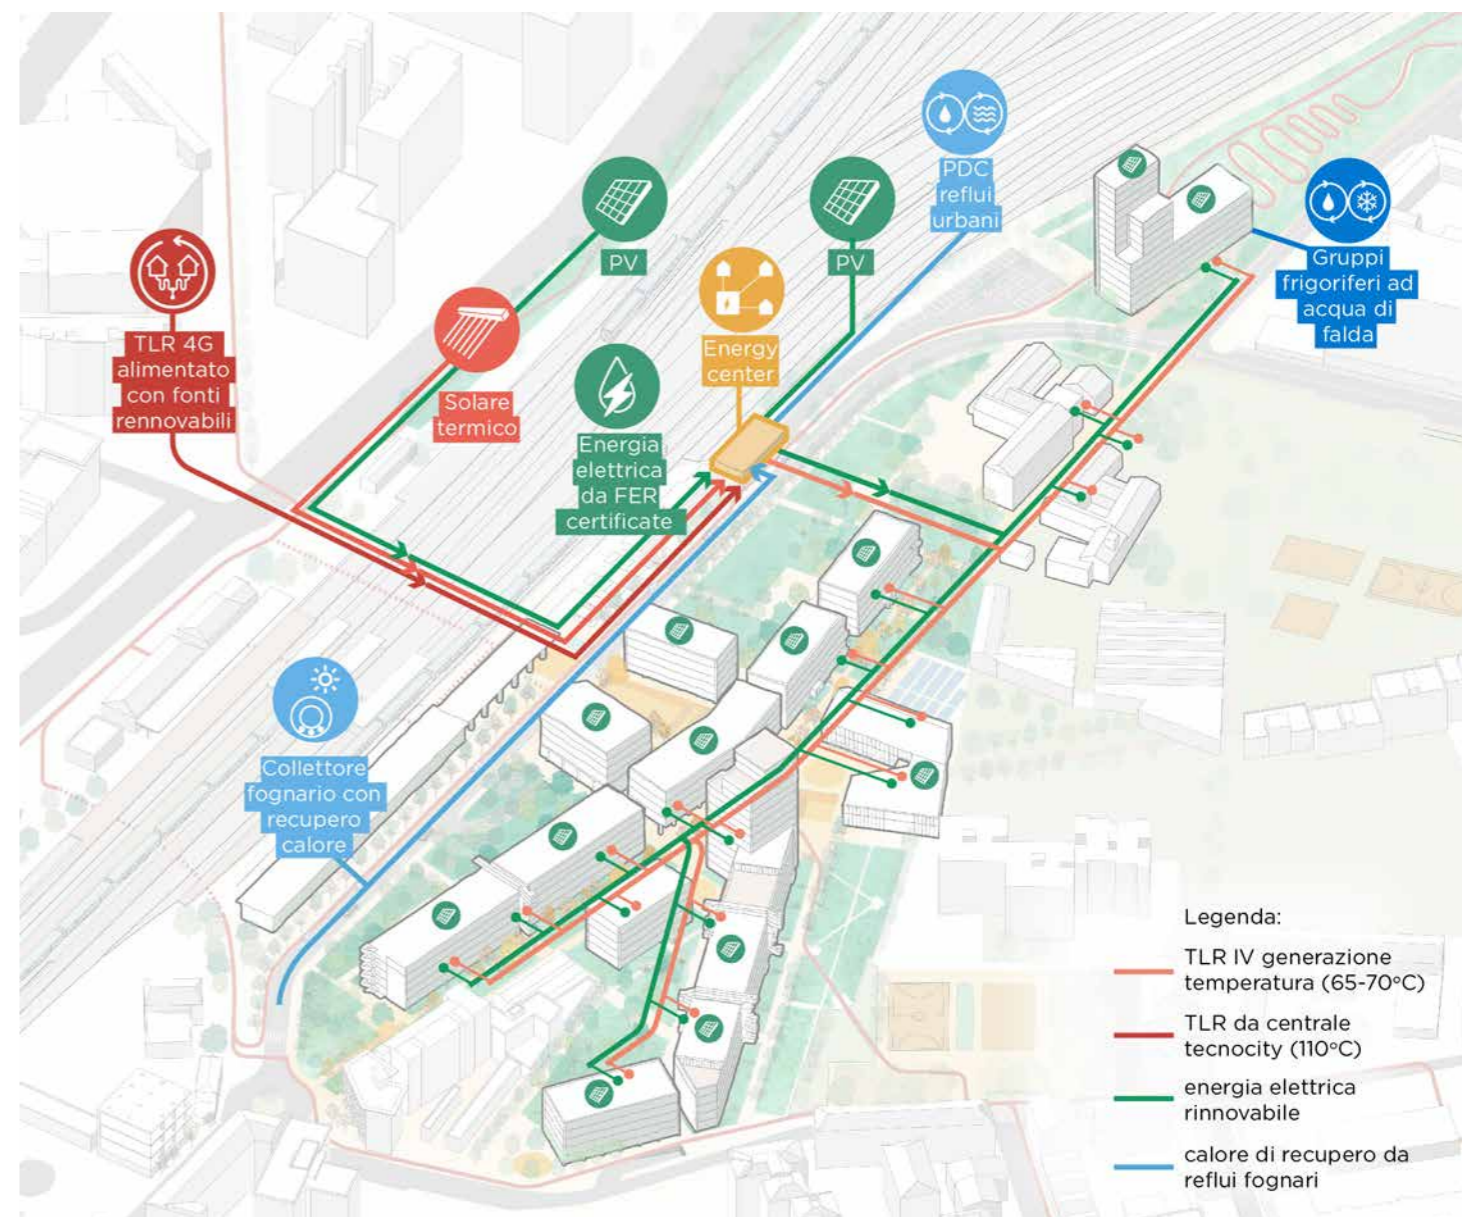 PDC
reflui
urbani
PV
PV
Gruppi
frigoriferi ad
acqua di
falda
TLR 4G
alimentato
con fonti
rennovabili
Energy
center
Solare
termico
Energia
elettrica
da FER
certificate
Collettore
fognario con
recupero
calore
Legenda:
TLR IV generazione
temperatura (65-70°C)
TLR da centrale
tecnocity (110°C)
energia elettrica
rinnovabile
calore di recupero da
reflui fognari